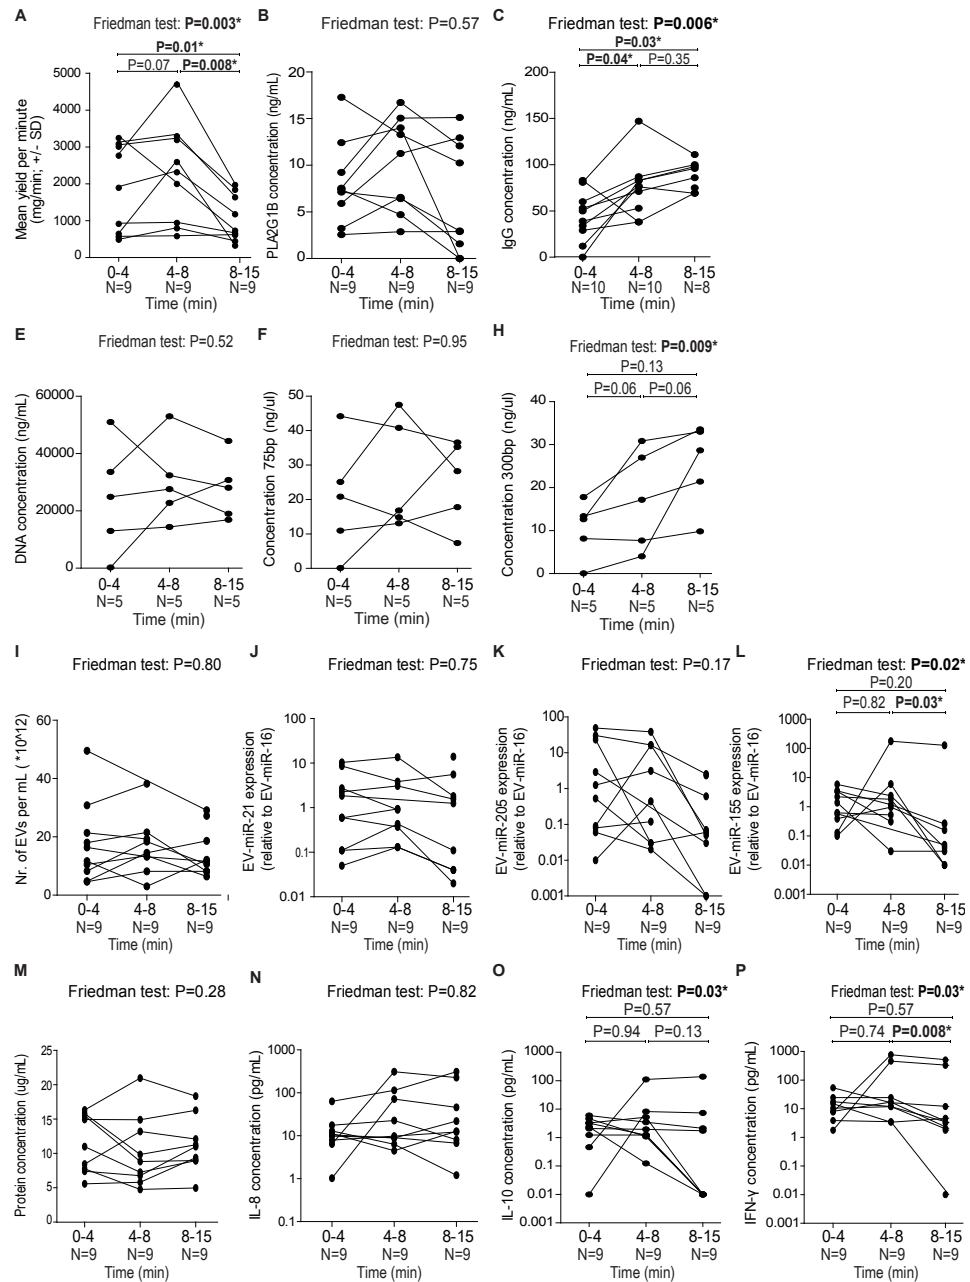 A
Friedman test: P=0.003*
P=0.01*
P=0.07
P=0.008*
Mean yield per minute
(mg/min; +/- SD)
5000
4000
3000
2000
1000
0
0-4
4-8
8-15
N=9
N=9
N=9
Time (min)
B
Friedman test: P=0.57
PLA2G1B concentration (ng/mL)
20
15
10
5
0
0-4
4-8
8-15
N=9
N=9
N=9
Time (min)
C
Friedman test: P=0.006*
P=0.03*
P=0.04*
P=0.35
IgG concentration (ng/mL)
200
150
100
50
0
0-4
4-8
8-15
N=10
N=10
N=8
Time (min)
E
Friedman test: P=0.52
DNA concentration (ng/mL)
60000
40000
20000
0
0-4
4-8
8-15
N=5
N=5
N=5
Time (min)
F
Friedman test: P=0.95
Concentration 75bp (ng/ul)
50
40
30
20
10
0
0-4
4-8
8-15
N=5
N=5
N=5
Time (min)
H
Friedman test: P=0.009*
P=0.13
P=0.06
P=0.06
Concentration 300bp (ng/ul)
40
30
20
10
0
0-4
4-8
8-15
N=5
N=5
N=5
Time (min)
I
Friedman test: P=0.80
Nr. of EVs per mL ( *10^12)
60
40
20
0
0-4
4-8
8-15
N=9
N=9
N=9
Time (min)
J
Friedman test: P=0.75
EV-miR-21 expression
(relative to EV-miR-16)
100
10
1
0.1
0.01
0-4
4-8
8-15
N=9
N=9
N=9
Time (min)
K
Friedman test: P=0.17
EV-miR-205 expression
(relative to EV-miR-16)
100
10
1
0.1
0.01
0.001
0-4
4-8
8-15
N=9
N=9
N=9
Time (min)
L
Friedman test: P=0.02*
P=0.20
P=0.82
P=0.03*
EV-miR-155 expression
(relative to EV-miR-16)
1000
100
10
1
0.1
0.01
0.001
0-4
4-8
8-15
N=9
N=9
N=9
Time (min)
M
Friedman test: P=0.28
Protein concentration (ug/mL)
25
20
15
10
5
0
0-4
4-8
8-15
N=9
N=9
N=9
Time (min)
N
Friedman test: P=0.82
IL-8 concentration (pg/mL)
1000
100
10
1
0.1
0-4
4-8
8-15
N=9
N=9
N=9
Time (min)
O
Friedman test: P=0.03*
P=0.57
P=0.94
P=0.13
IL-10 concentration (pg/mL)
1000
100
10
1
0.1
0.01
0.001
0-4
4-8
8-15
N=9
N=9
N=9
Time (min)
P
Friedman test: P=0.03*
P=0.57
P=0.74
P=0.008*
IFN-γ concentration (pg/mL)
1000
100
10
1
0.1
0.01
0.001
0-4
4-8
8-15
N=9
N=9
N=9
Time (min)